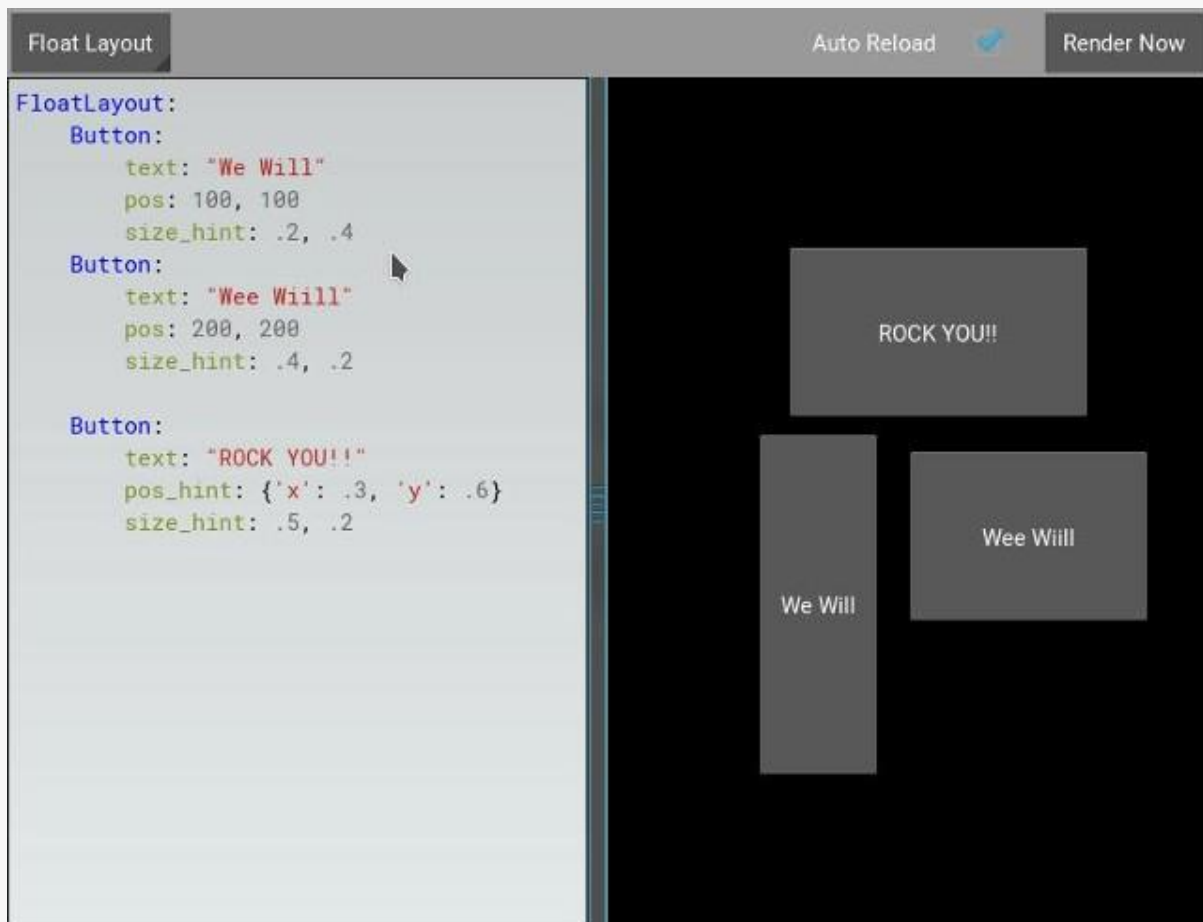 Float Layout
Auto Reload
Render Now
FloatLayout:
    Button:
        text: "We Will"
        pos: 100, 100
        size_hint: .2, .4
    Button:
        text: "Wee Wiill"
        pos: 200, 200
        size_hint: .4, .2
    Button:
        text: "ROCK YOU!!"
        pos_hint: {'x': .3, 'y': .6}
        size_hint: .5, .2
ROCK YOU!!
Wee Wiill
We Will